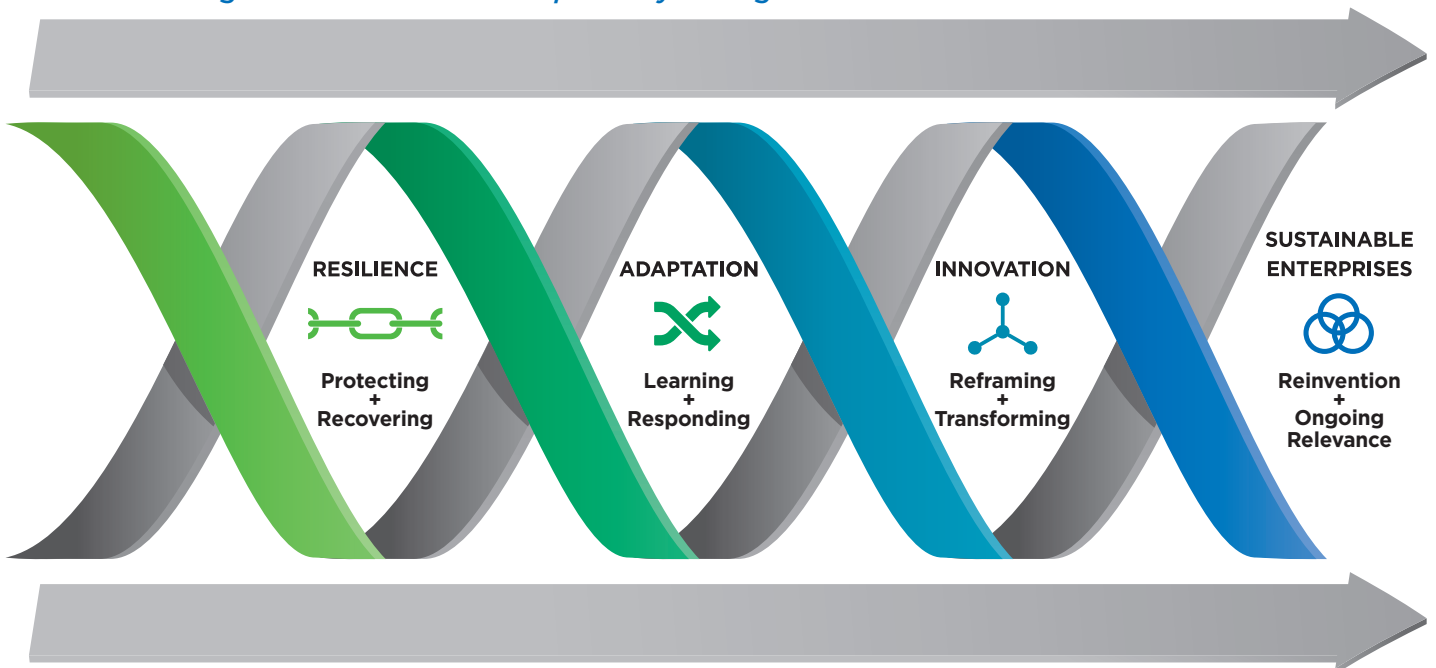 RESILIENCE
Protecting
+
Recovering
ADAPTATION
Learning
+
Responding
INNOVATION
Reframing
+
Transforming
SUSTAINABLE
ENTERPRISES
Reinvention
+
Ongoing
Relevance